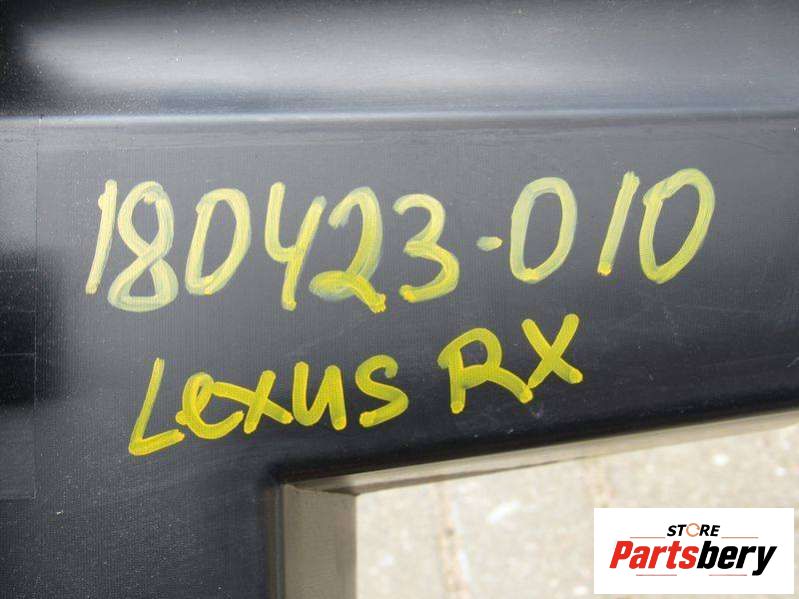 180423-010
Lexus RX
STORE
Partsbery